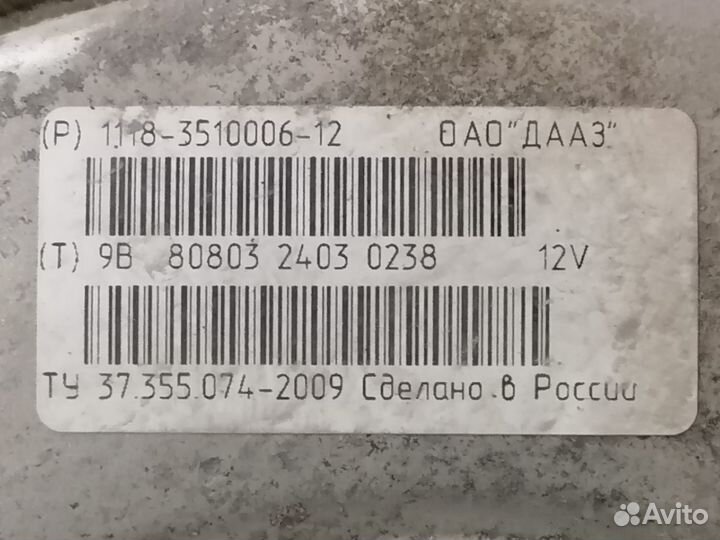 (P) 1118-3510006-12 ОАО"ДААЗ"
(T) 9B 80803 2403 0238 12V
ТУ 37.355.074-2009 Сделано в России
Avito